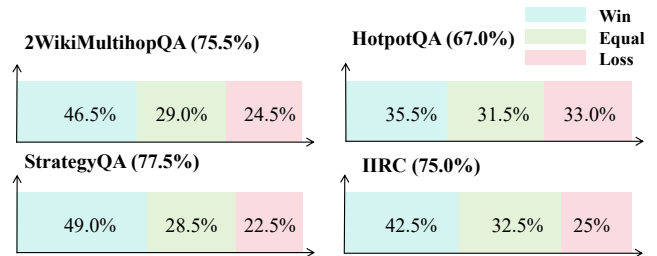 2WikiMultihopQA (75.5%)
46.5% 29.0% 24.5%
HotpotQA (67.0%)
Win
Equal
Loss
35.5% 31.5% 33.0%
StrategyQA (77.5%)
49.0% 28.5% 22.5%
IIRC (75.0%)
42.5% 32.5% 25%